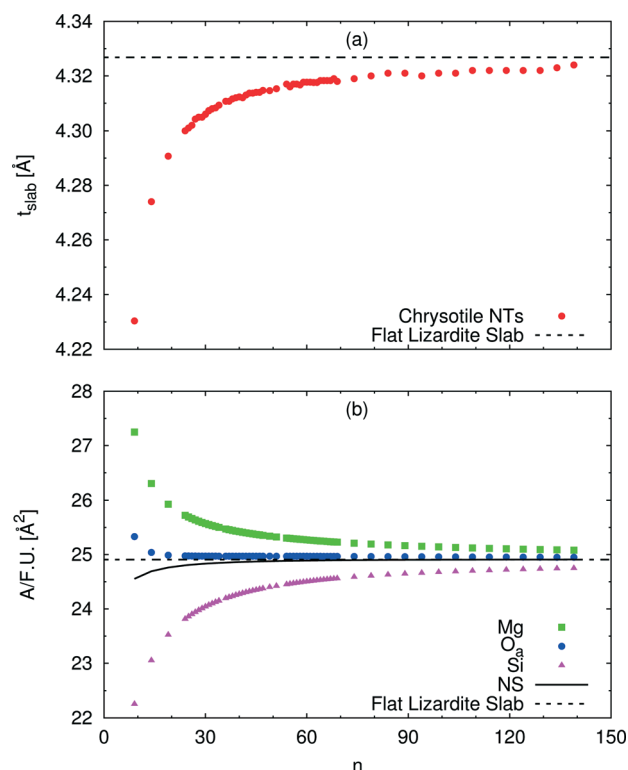 (a)
t_slab [Å]
4.34
4.32
4.30
4.28
4.26
4.24
4.22
Chrysotile NTs
Flat Lizardite Slab
(b)
A/F.U. [Å²]
28
27
26
25
24
23
22
Mg
O_a
Si
NS
Flat Lizardite Slab
0 30 60 90 120 150
n